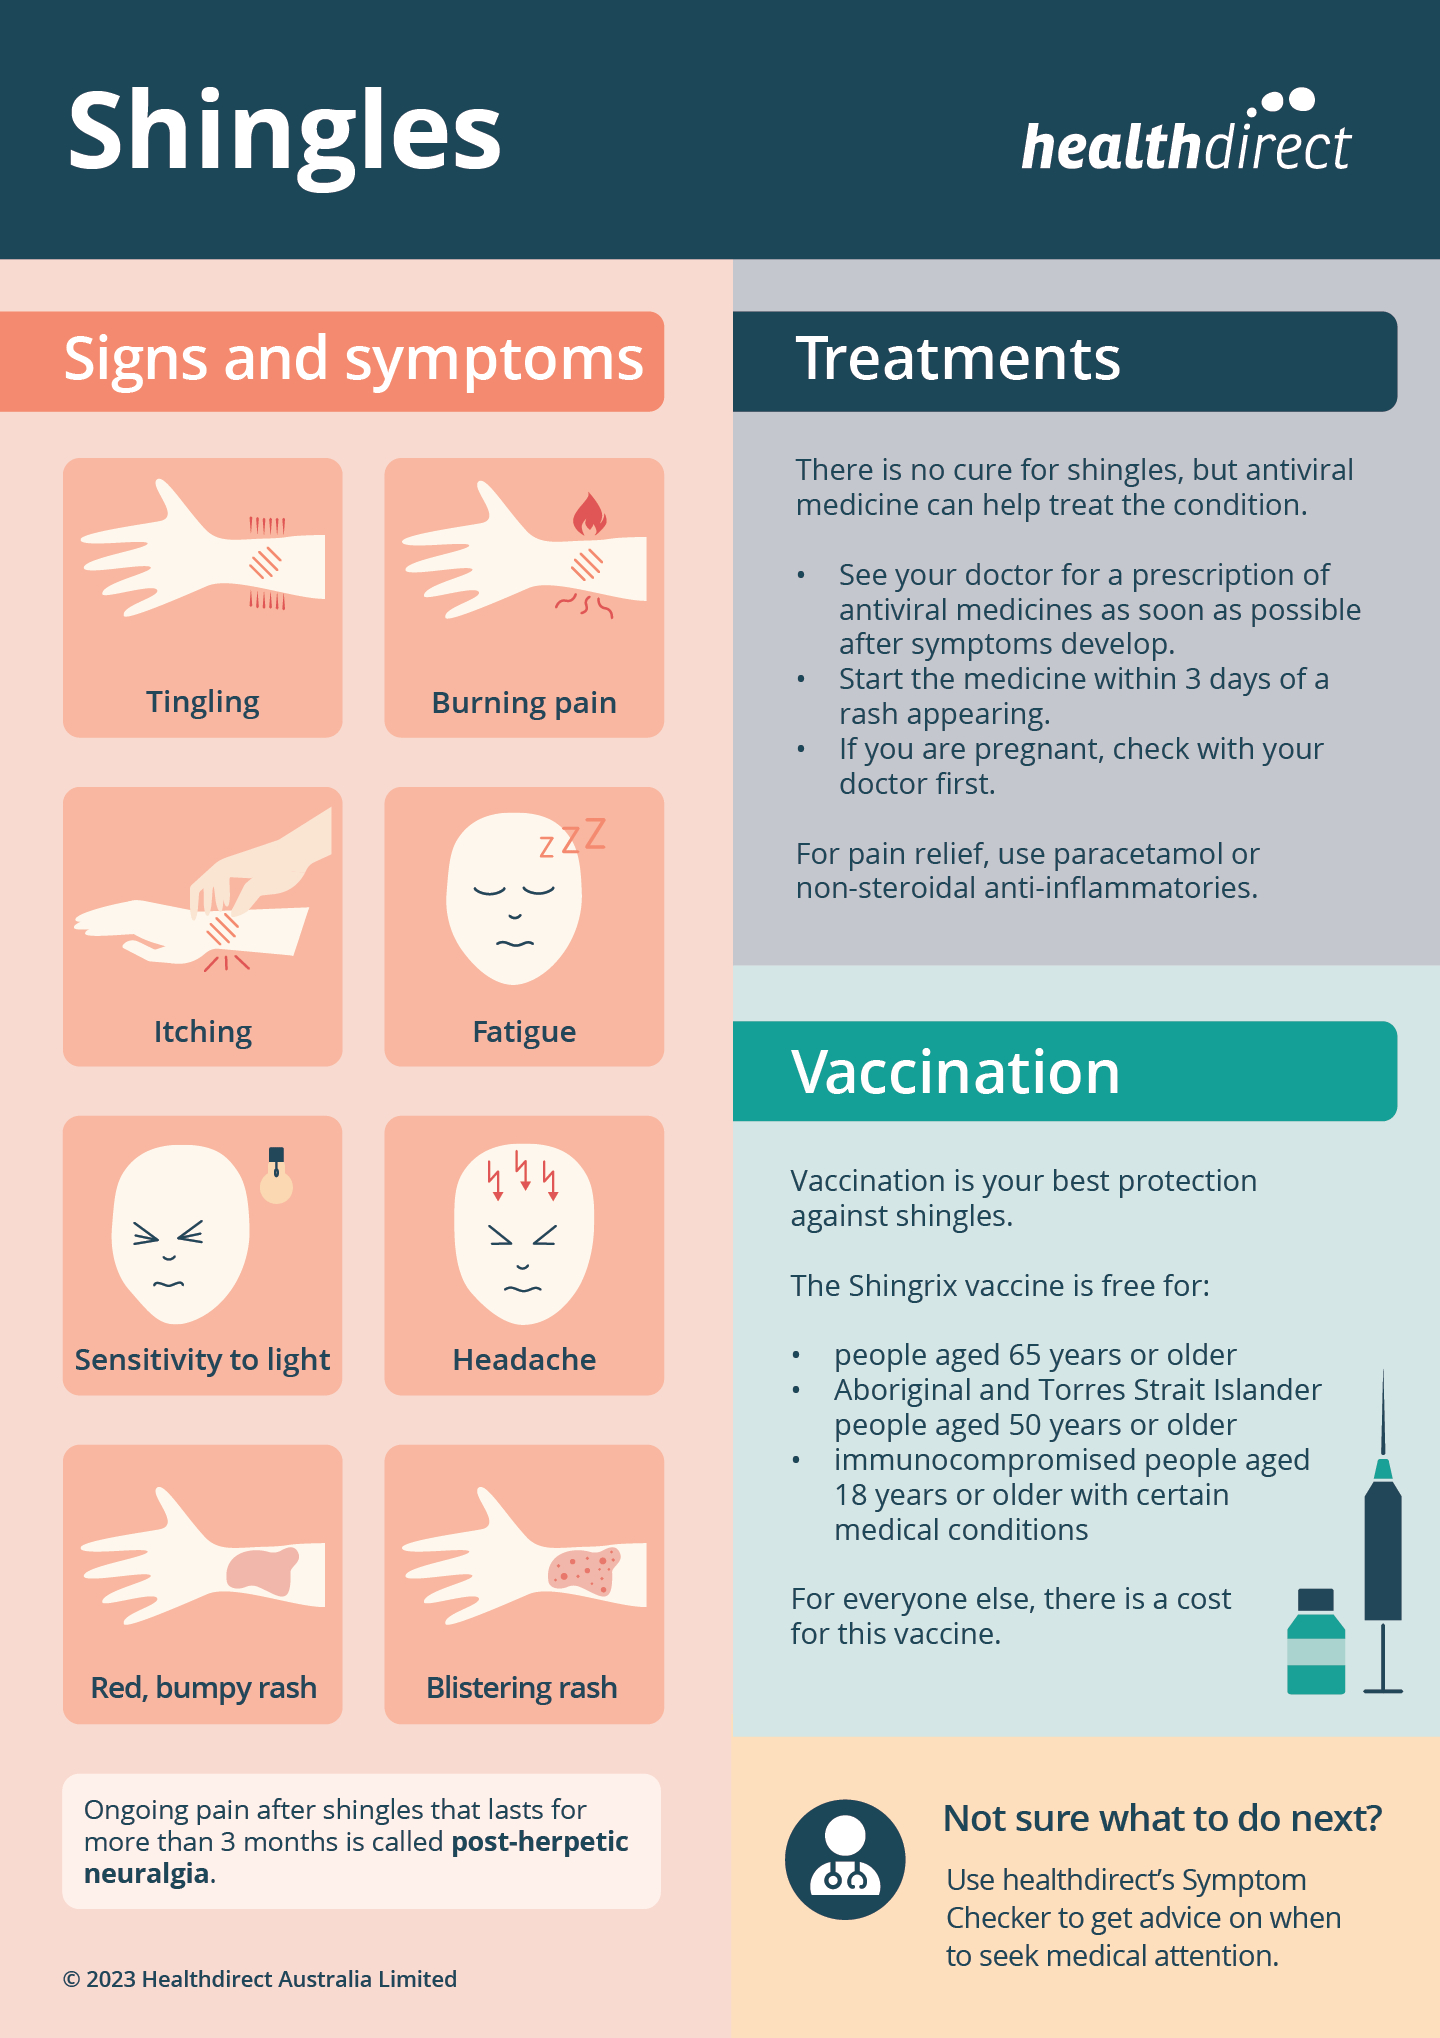 Shingles
healthdirect
Signs and symptoms
Tingling
Burning pain
Itching
z z z
Fatigue
Sensitivity to light
Headache
Red, bumpy rash
Blistering rash
Ongoing pain after shingles that lasts for
more than 3 months is called post-herpetic
neuralgia.
© 2023 Healthdirect Australia Limited
Treatments
There is no cure for shingles, but antiviral
medicine can help treat the condition.
• See your doctor for a prescription of
antiviral medicines as soon as possible
after symptoms develop.
• Start the medicine within 3 days of a
rash appearing.
• If you are pregnant, check with your
doctor first.
For pain relief, use paracetamol or
non-steroidal anti-inflammatories.
Vaccination
Vaccination is your best protection
against shingles.
The Shingrix vaccine is free for:
• people aged 65 years or older
• Aboriginal and Torres Strait Islander
people aged 50 years or older
• immunocompromised people aged
18 years or older with certain
medical conditions
For everyone else, there is a cost
for this vaccine.
Not sure what to do next?
Use healthdirect’s Symptom
Checker to get advice on when
to seek medical attention.